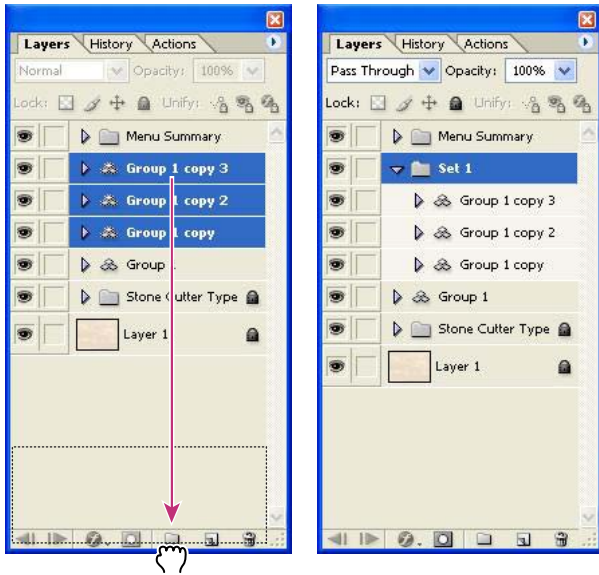 Layers History Actions
Normal Opacity: 100%
Lock: Unify:
Menu Summary
Group 1 copy 3
Group 1 copy 2
Group 1 copy
Group
Stone Cutter Type
Layer 1
Layers History Actions
Pass Through Opacity: 100%
Lock: Unify:
Menu Summary
Set 1
Group 1 copy 3
Group 1 copy 2
Group 1 copy
Group 1
Stone Cutter Type
Layer 1